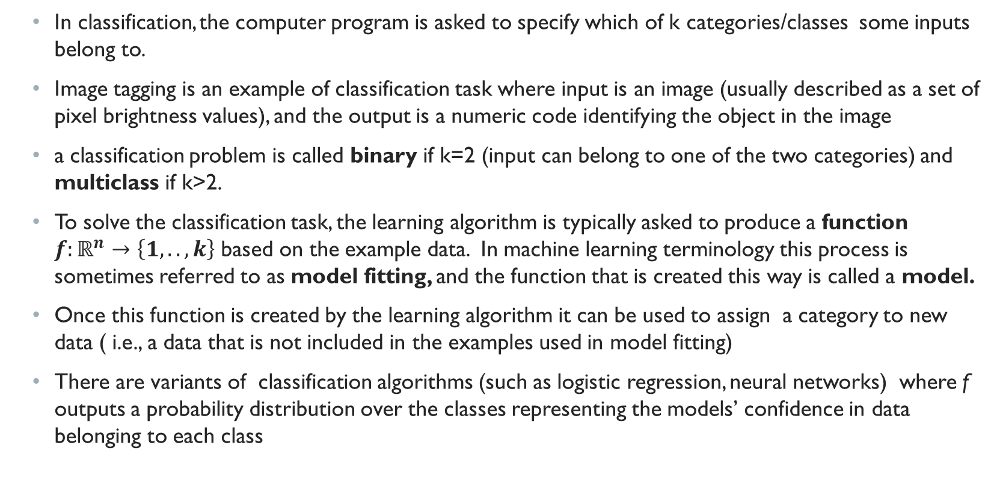 • In classification, the computer program is asked to specify which of k categories/classes some inputs
belong to.
• Image tagging is an example of classification task where input is an image (usually described as a set of
pixel brightness values), and the output is a numeric code identifying the object in the image
• a classification problem is called binary if k=2 (input can belong to one of the two categories) and
multiclass if k>2.
• To solve the classification task, the learning algorithm is typically asked to produce a function
f: ℝⁿ → {1,.., k} based on the example data. In machine learning terminology this process is
sometimes referred to as model fitting, and the function that is created this way is called a model.
• Once this function is created by the learning algorithm it can be used to assign a category to new
data ( i.e., a data that is not included in the examples used in model fitting)
• There are variants of classification algorithms (such as logistic regression, neural networks) where f
outputs a probability distribution over the classes representing the models’ confidence in data
belonging to each class